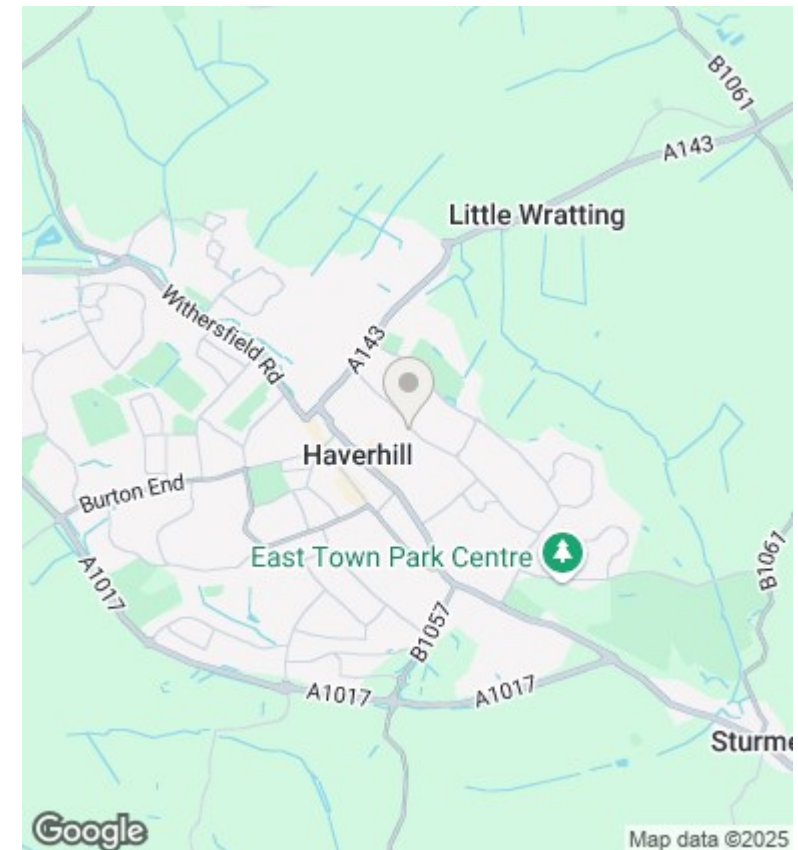 B1061
A143
Little Wratting
Withersfield Rd
A143
Haverhill
Burton End
East Town Park Centre
B1061
A1017
B1057
A1017
A1017
Sturme
Google
Map data ©2025